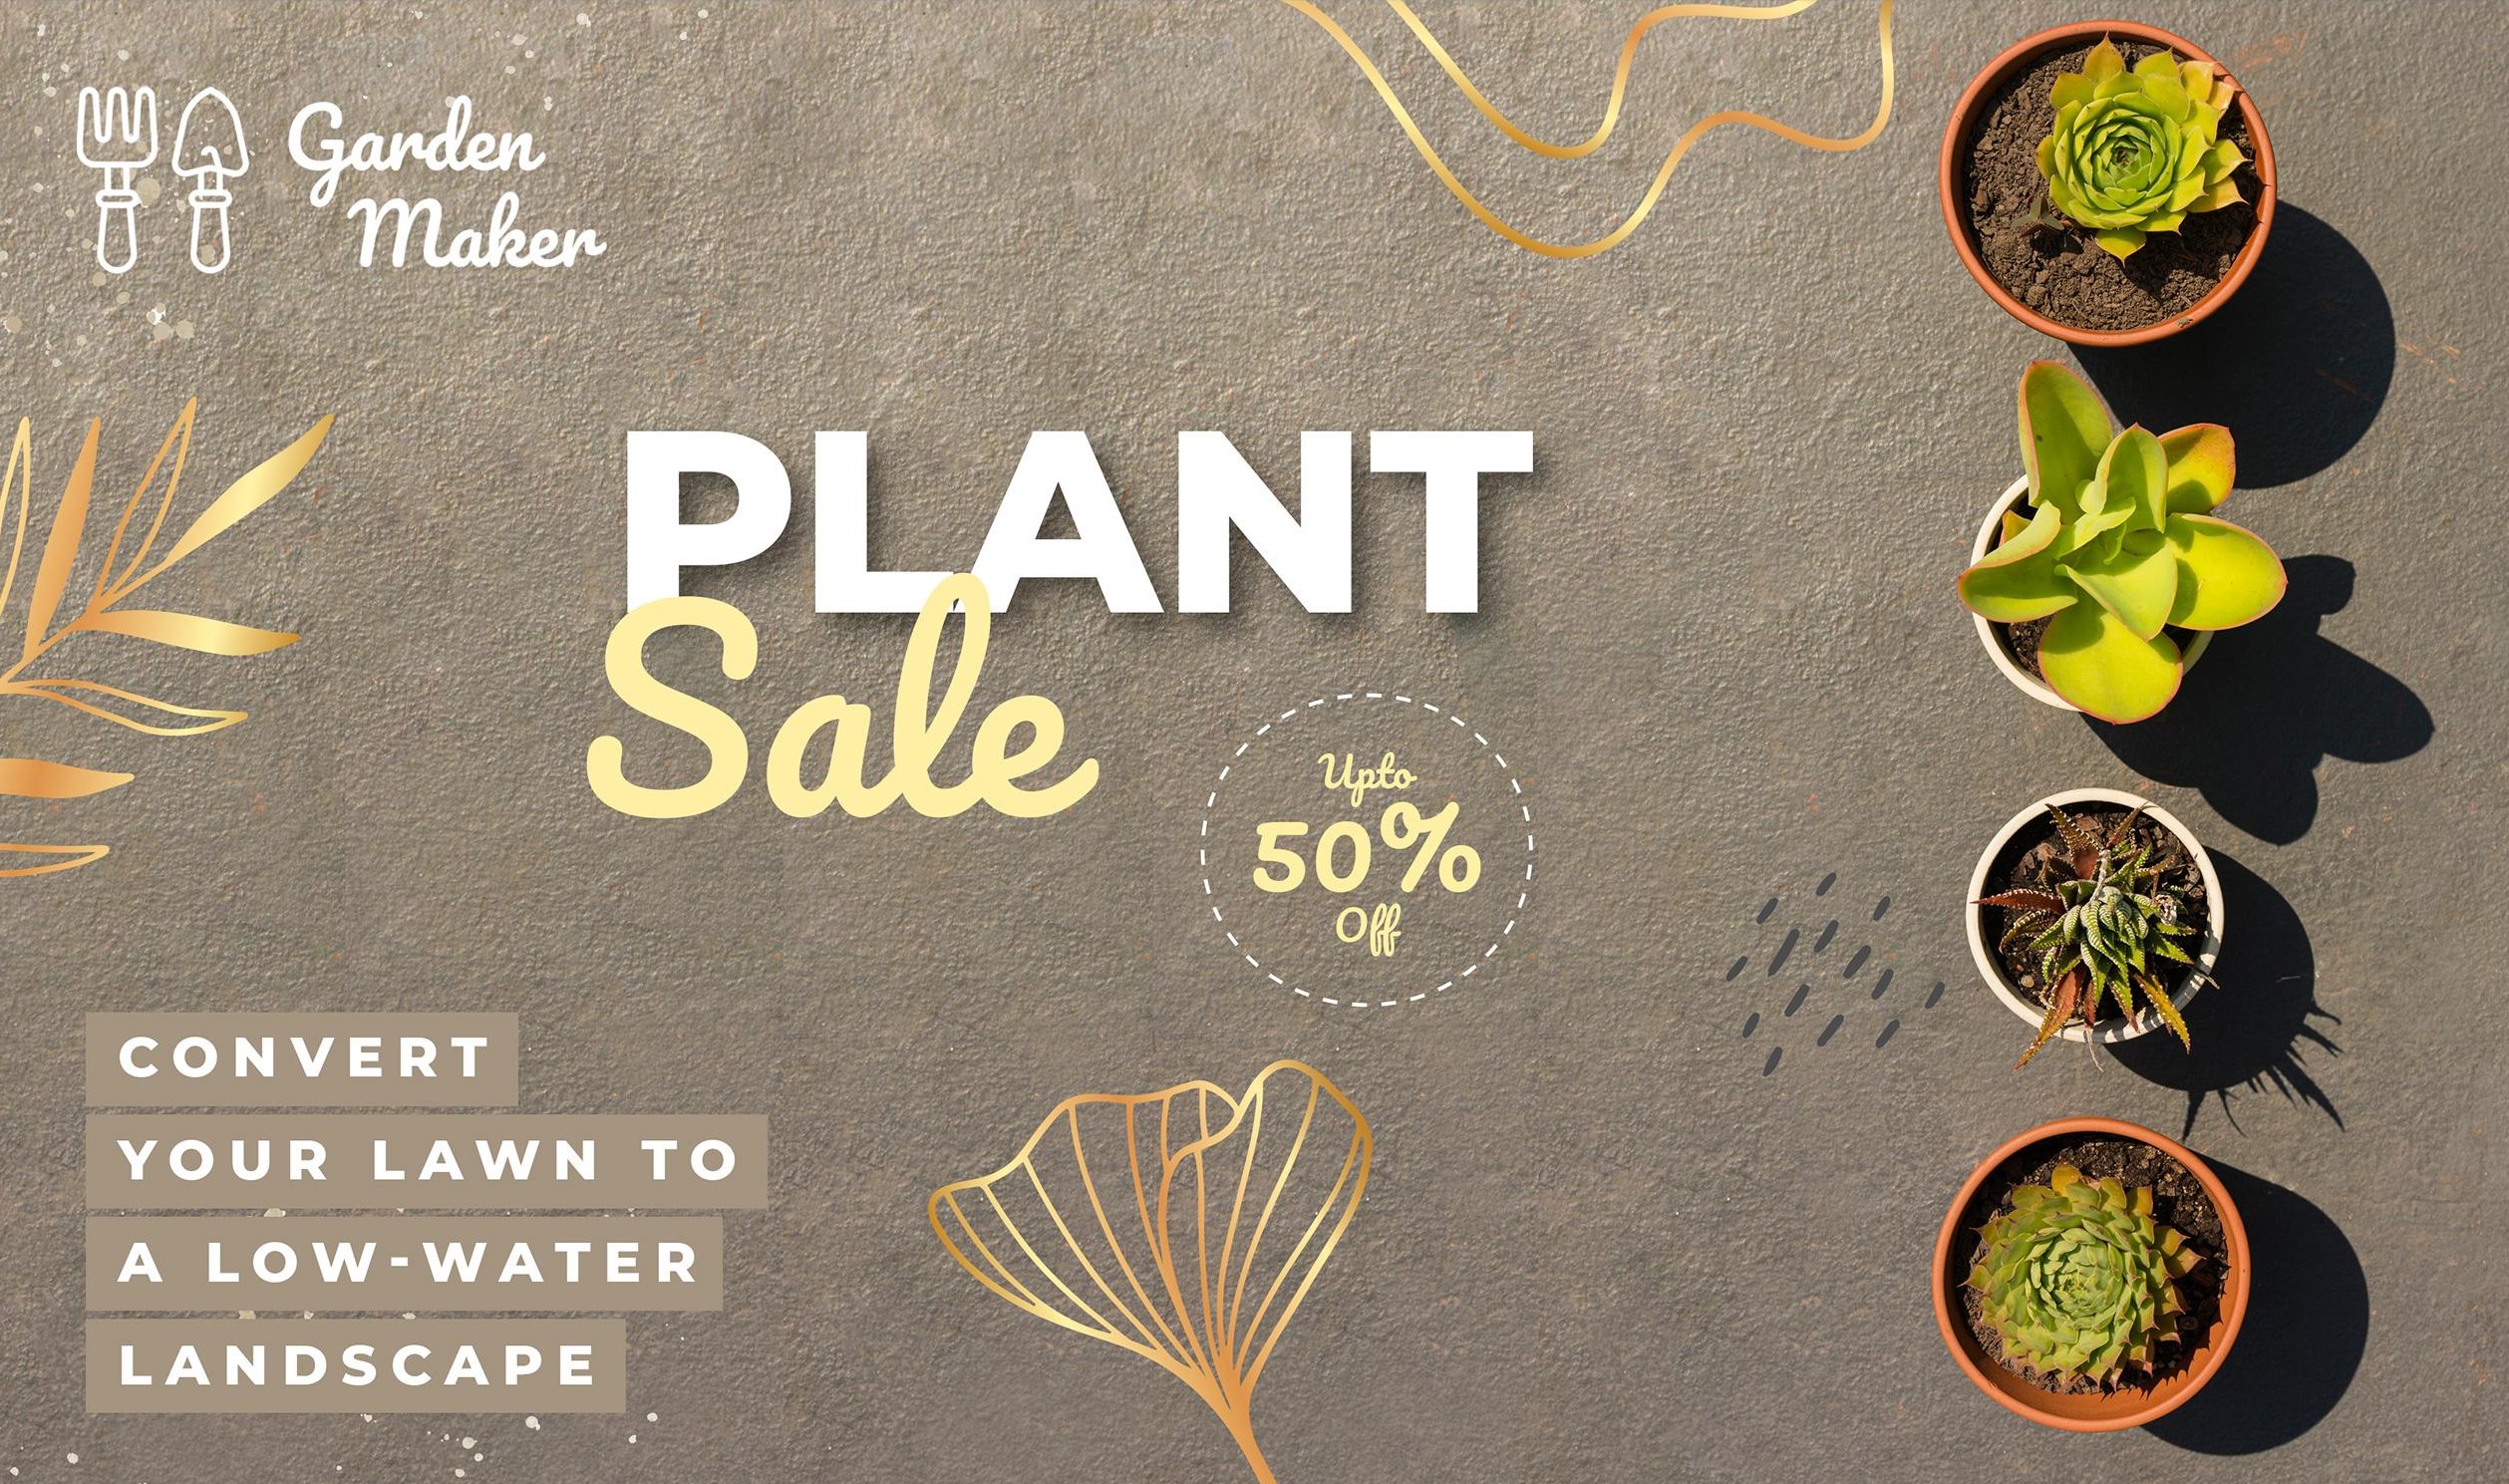 Garden
Maker
PLANT
Sale
Upto
50%
Off
CONVERT
YOUR LAWN TO
A LOW-WATER
LANDSCAPE